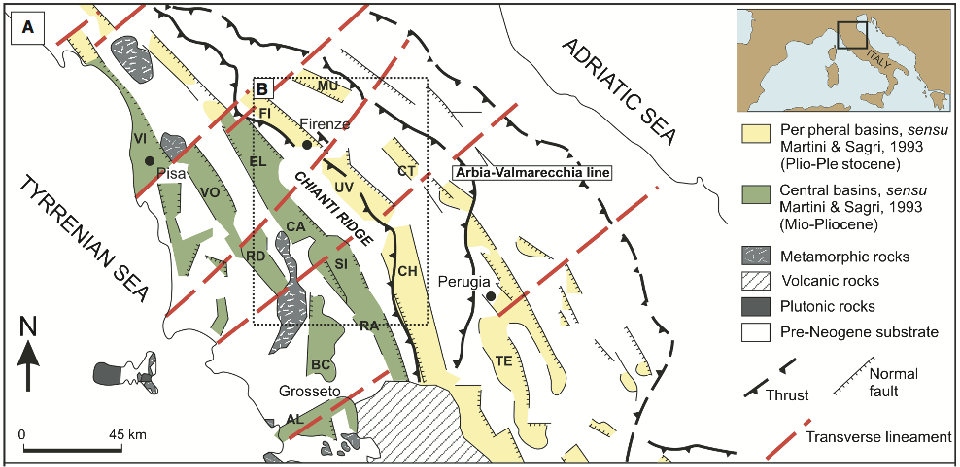 A
B
MU
FI
Firenze
ADRIATIC SEA
ITALY
VI
Pisa
EL
VO
UV
CT
Arbia-Valmarecchia line
CHIANTI RIDGE
TYRRENIAN SEA
CA
RD
SI
CH
Perugia
RA
BC
TE
Grosseto
AL
N
0 45 km
Peripheral basins, sensu
Martini & Sagri, 1993
(Plio-Pleistocene)
Central basins, sensu
Martini & Sagri, 1993
(Mio-Pliocene)
Metamorphic rocks
Volcanic rocks
Plutonic rocks
Pre-Neogene substrate
Thrust
Normal
fault
Transverse lineament